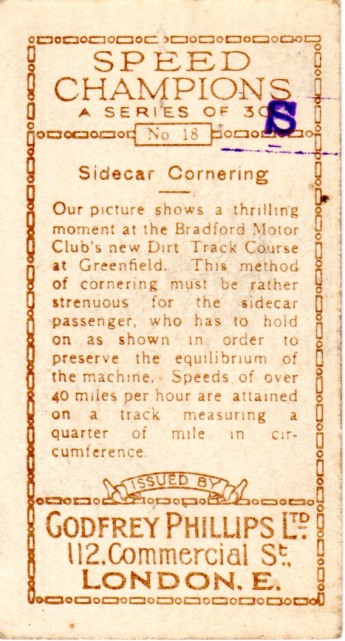 SPEED
CHAMPIONS
A SERIES OF 30
S
No 18
Sidecar Cornering
Our picture shows a thrilling
moment at the Bradford Motor
Club's new Dirt Track Course
at Greenfield. This method
of cornering must be rather
strenuous for the sidecar
passenger, who has to hold
on as shown in order to
preserve the equilibrium of
the machine. Speeds of over
40 miles per hour are attained
on a track measuring a
quarter of mile in cir-
cumference.
ISSUED BY
GODFREY PHILLIPS LTD.
112, Commercial St.,
LONDON, E.